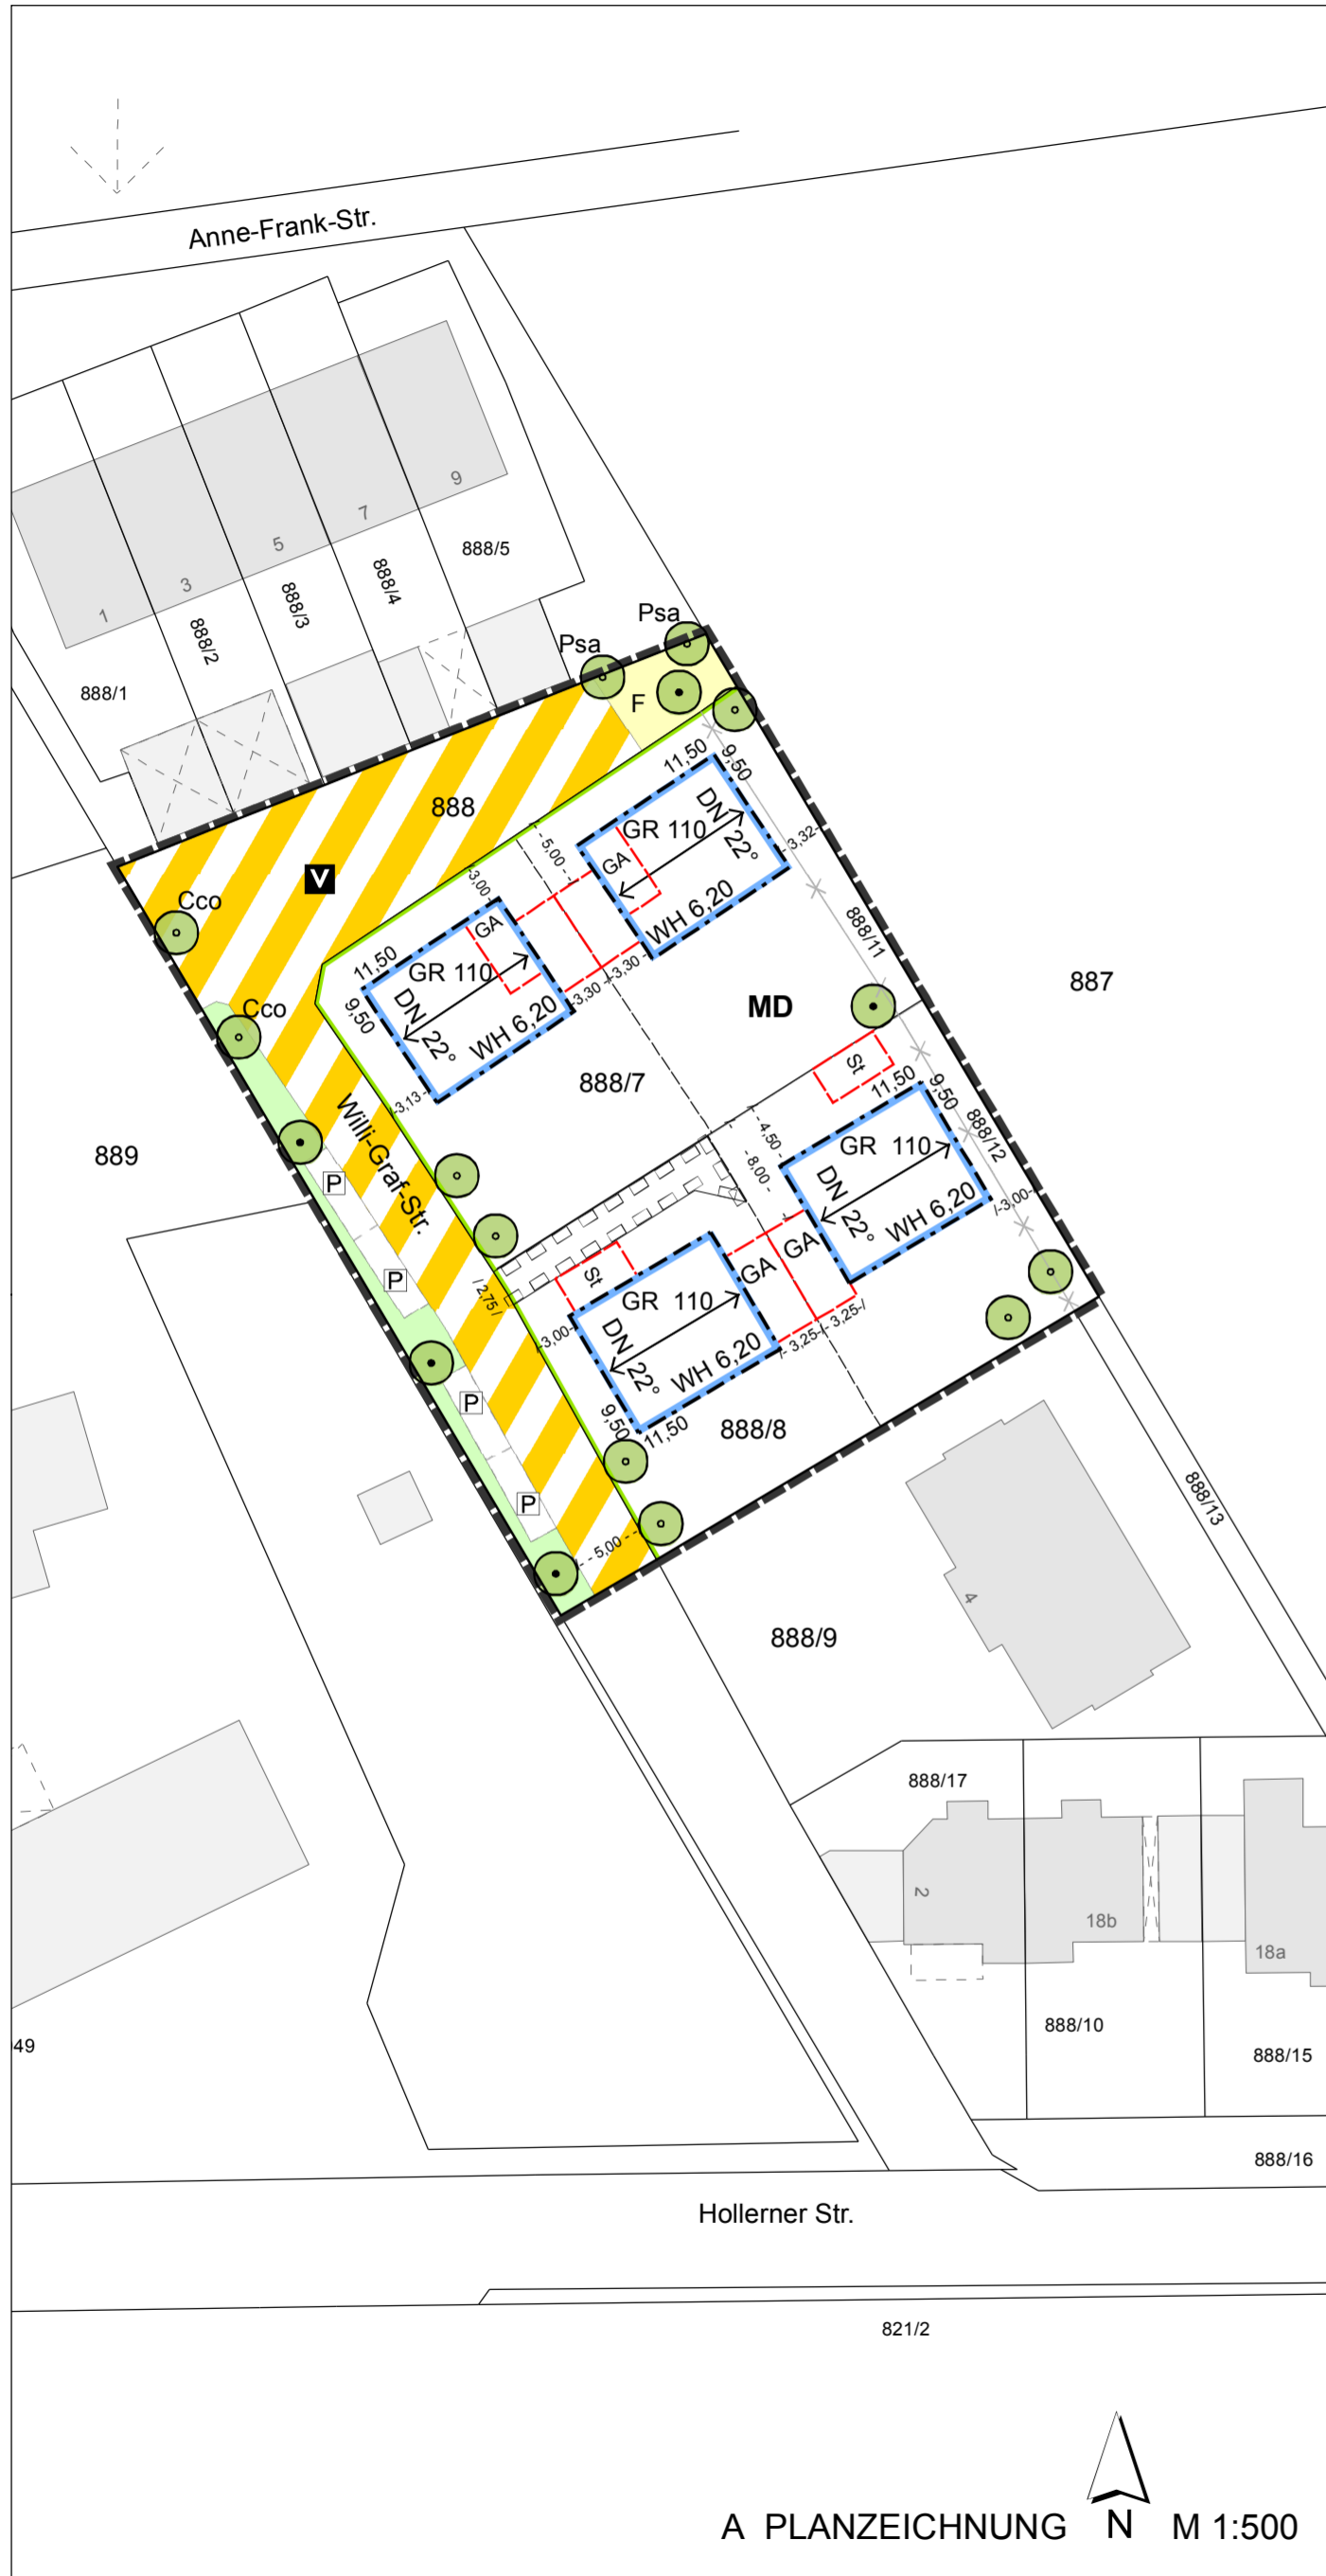 Anne-Frank-Str.
9
7
5
3
1
888/5
888/4
888/3
888/2
888/1
Psa
Psa
F
888
V
Cco
Cco
11,50
9,50
GR 110
DN 22°
GA
WH 6,20
5,00
3,32
3,00
11,50
9,50
GR 110
DN 22°
GA
WH 6,20
3,30
3,30
3,13
888/11
887
MD
888/7
889
Willi-Graf-Str.
P
P
P
P
St
11,50
9,50
GR 110
DN 22°
WH 6,20
888/12
4,50
8,00
3,00
GA
GA
St
2,75
3,00
GR 110
DN 22°
WH 6,20
9,50
11,50
3,25
3,25
888/8
5,00
888/13
4
888/9
888/17
2
18b
18a
888/10
49
888/15
888/16
Hollerner Str.
821/2
A PLANZEICHNUNG N M 1:500